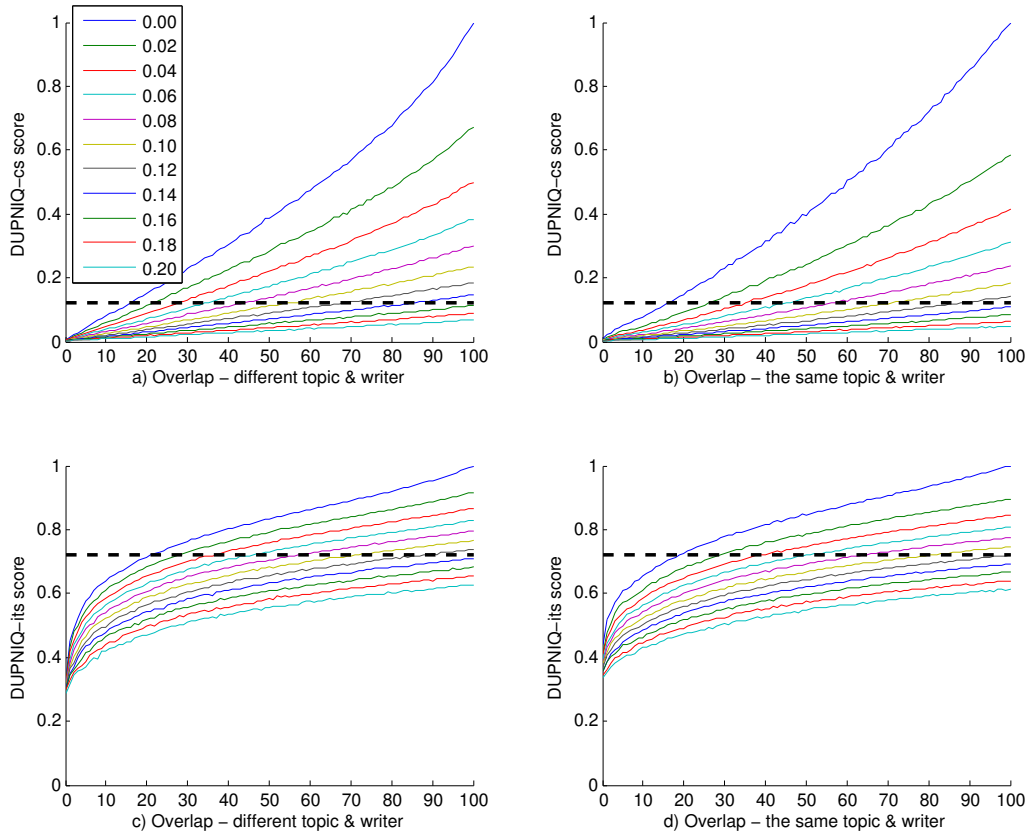 1
0.8
0.6
0.4
0.2
0
DUPNIQ−cs score
0.00
0.02
0.04
0.06
0.08
0.10
0.12
0.14
0.16
0.18
0.20
0 10 20 30 40 50 60 70 80 90 100
a) Overlap − different topic & writer
1
0.8
0.6
0.4
0.2
0
DUPNIQ−cs score
0 10 20 30 40 50 60 70 80 90 100
b) Overlap − the same topic & writer
1
0.8
0.6
0.4
0.2
0
DUPNIQ−its score
0 10 20 30 40 50 60 70 80 90 100
c) Overlap − different topic & writer
1
0.8
0.6
0.4
0.2
0
DUPNIQ−its score
0 10 20 30 40 50 60 70 80 90 100
d) Overlap − the same topic & writer